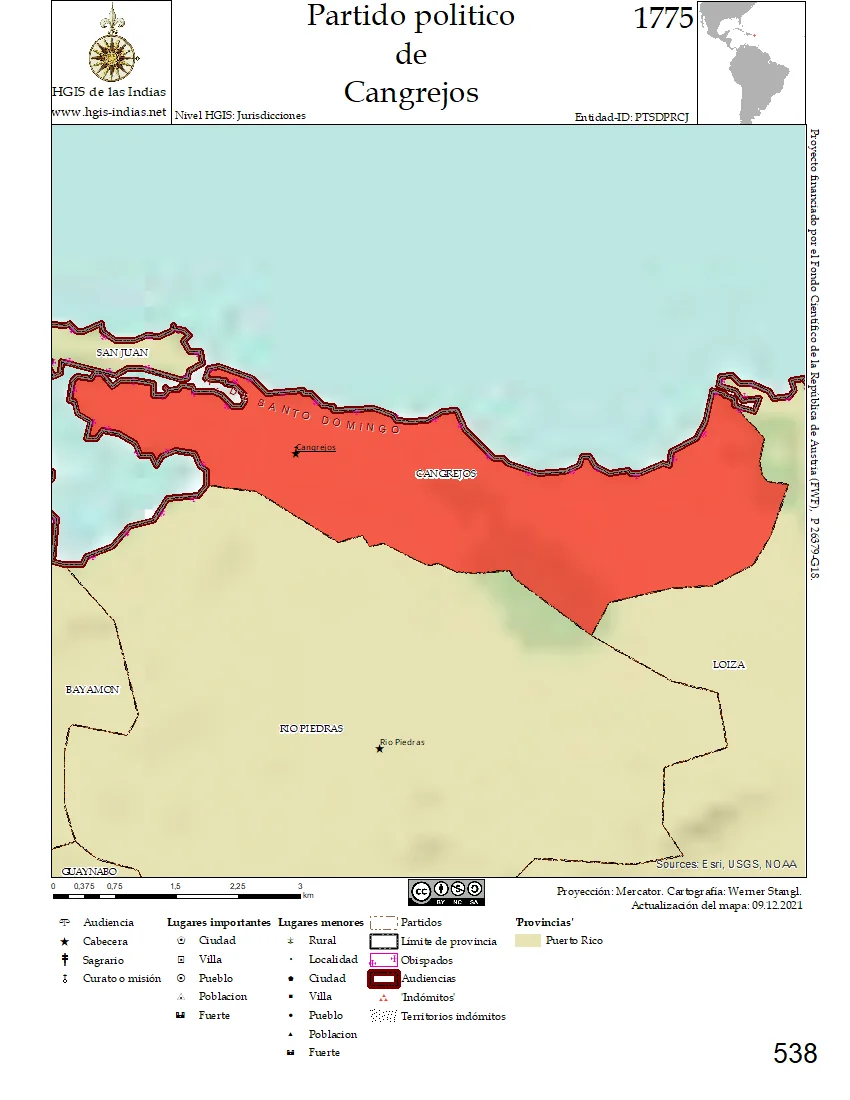 Partido politico
de
Cangrejos
1775
HGIS de las Indias
www.hgis-indias.net
Nivel HGIS: Jurisdicciones
Entidad-ID: PTSDPRCJ
Proyecto financiado por el Fondo Científico de la República de Austria (FWF), P 26379-G18.
SAN JUAN
DE SANTO DOMINGO
Cangrejos
CANGREJOS
LOIZA
BAYAMON
RIO PIEDRAS
Rio Piedras
GUAYNABO
Sources: Esri, USGS, NOAA
0 0,375 0,75 1,5 2,25 3
km
cc BY NC SA
Proyección: Mercator. Cartografía: Werner Stangl.
Actualización del mapa: 09.12.2021
Audiencia
Cabecera
Sagrario
Curato o misión
Lugares importantes
Ciudad
Villa
Pueblo
Poblacion
Fuerte
Lugares menores
Rural
Localidad
Ciudad
Villa
Pueblo
Poblacion
Fuerte
Partidos
Límite de provincia
Obispados
Audiencias
'Indómitos'
Territorios indómitos
'Provincias'
Puerto Rico
538